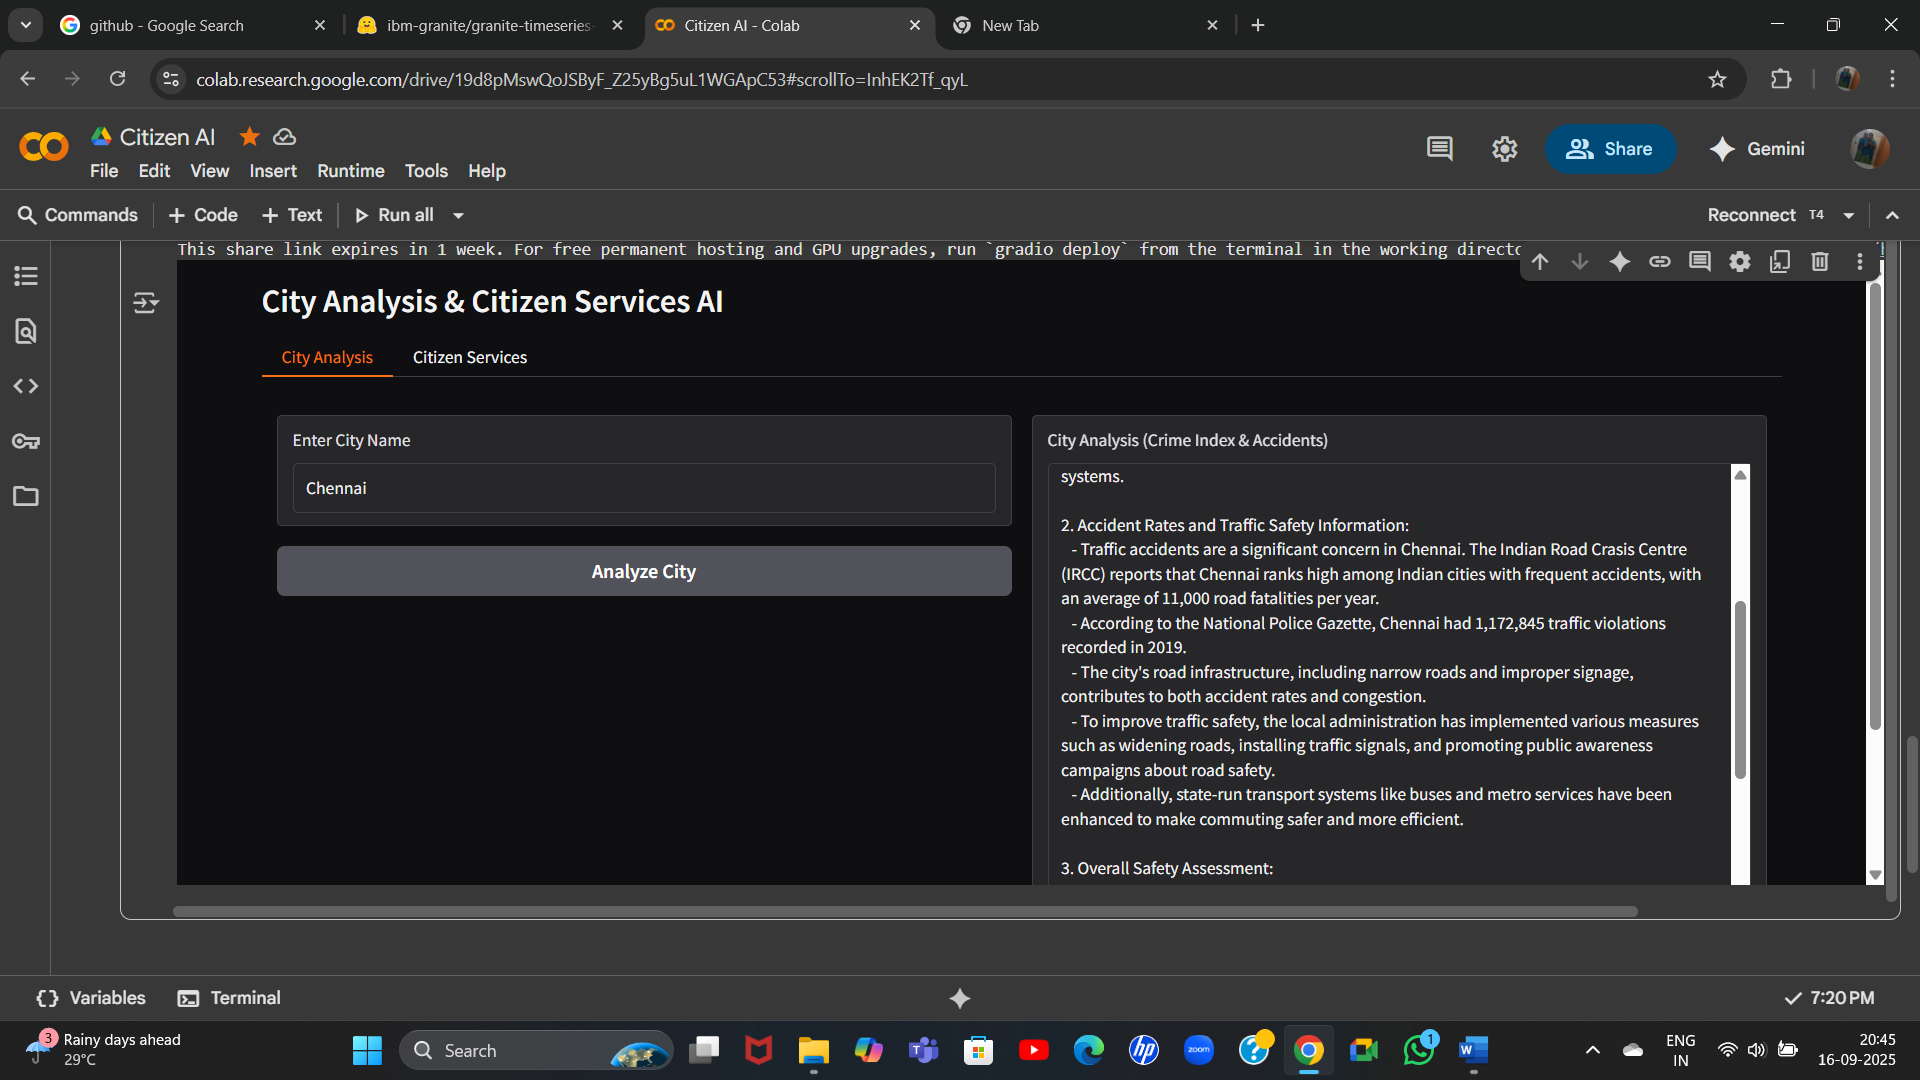 github - Google Search
ibm-granite/granite-timeseries-
Citizen AI - Colab
New Tab
colab.research.google.com/drive/19d8pMswQoJSByF_Z25yBg5uL1WGApC53#scrollTo=InhEK2Tf_qyL
Citizen AI
Share
Gemini
File Edit View Insert Runtime Tools Help
Commands + Code + Text Run all
Reconnect T4
This share link expires in 1 week. For free permanent hosting and GPU upgrades, run `gradio deploy` from the terminal in the working directo
City Analysis & Citizen Services AI
City Analysis
Citizen Services
Enter City Name
Chennai
Analyze City
City Analysis (Crime Index & Accidents)
systems.
2. Accident Rates and Traffic Safety Information:
- Traffic accidents are a significant concern in Chennai. The Indian Road Crasis Centre
(IRCC) reports that Chennai ranks high among Indian cities with frequent accidents, with
an average of 11,000 road fatalities per year.
- According to the National Police Gazette, Chennai had 1,172,845 traffic violations
recorded in 2019.
- The city's road infrastructure, including narrow roads and improper signage,
contributes to both accident rates and congestion.
- To improve traffic safety, the local administration has implemented various measures
such as widening roads, installing traffic signals, and promoting public awareness
campaigns about road safety.
- Additionally, state-run transport systems like buses and metro services have been
enhanced to make commuting safer and more efficient.
3. Overall Safety Assessment:
Variables
Terminal
7:20 PM
3
Rainy days ahead
29°C
Search
zoom
1
ENG
IN
20:45
16-09-2025